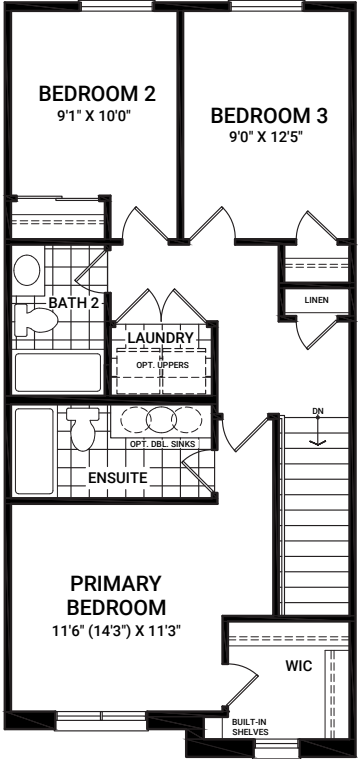 BEDROOM 2
9'1" X 10'0"
BEDROOM 3
9'0" X 12'5"
BATH 2
LINEN
LAUNDRY
OPT. UPPERS
DN
OPT. DBL. SINKS
ENSUITE
PRIMARY
BEDROOM
11'6" (14'3") X 11'3"
WIC
BUILT-IN
SHELVES